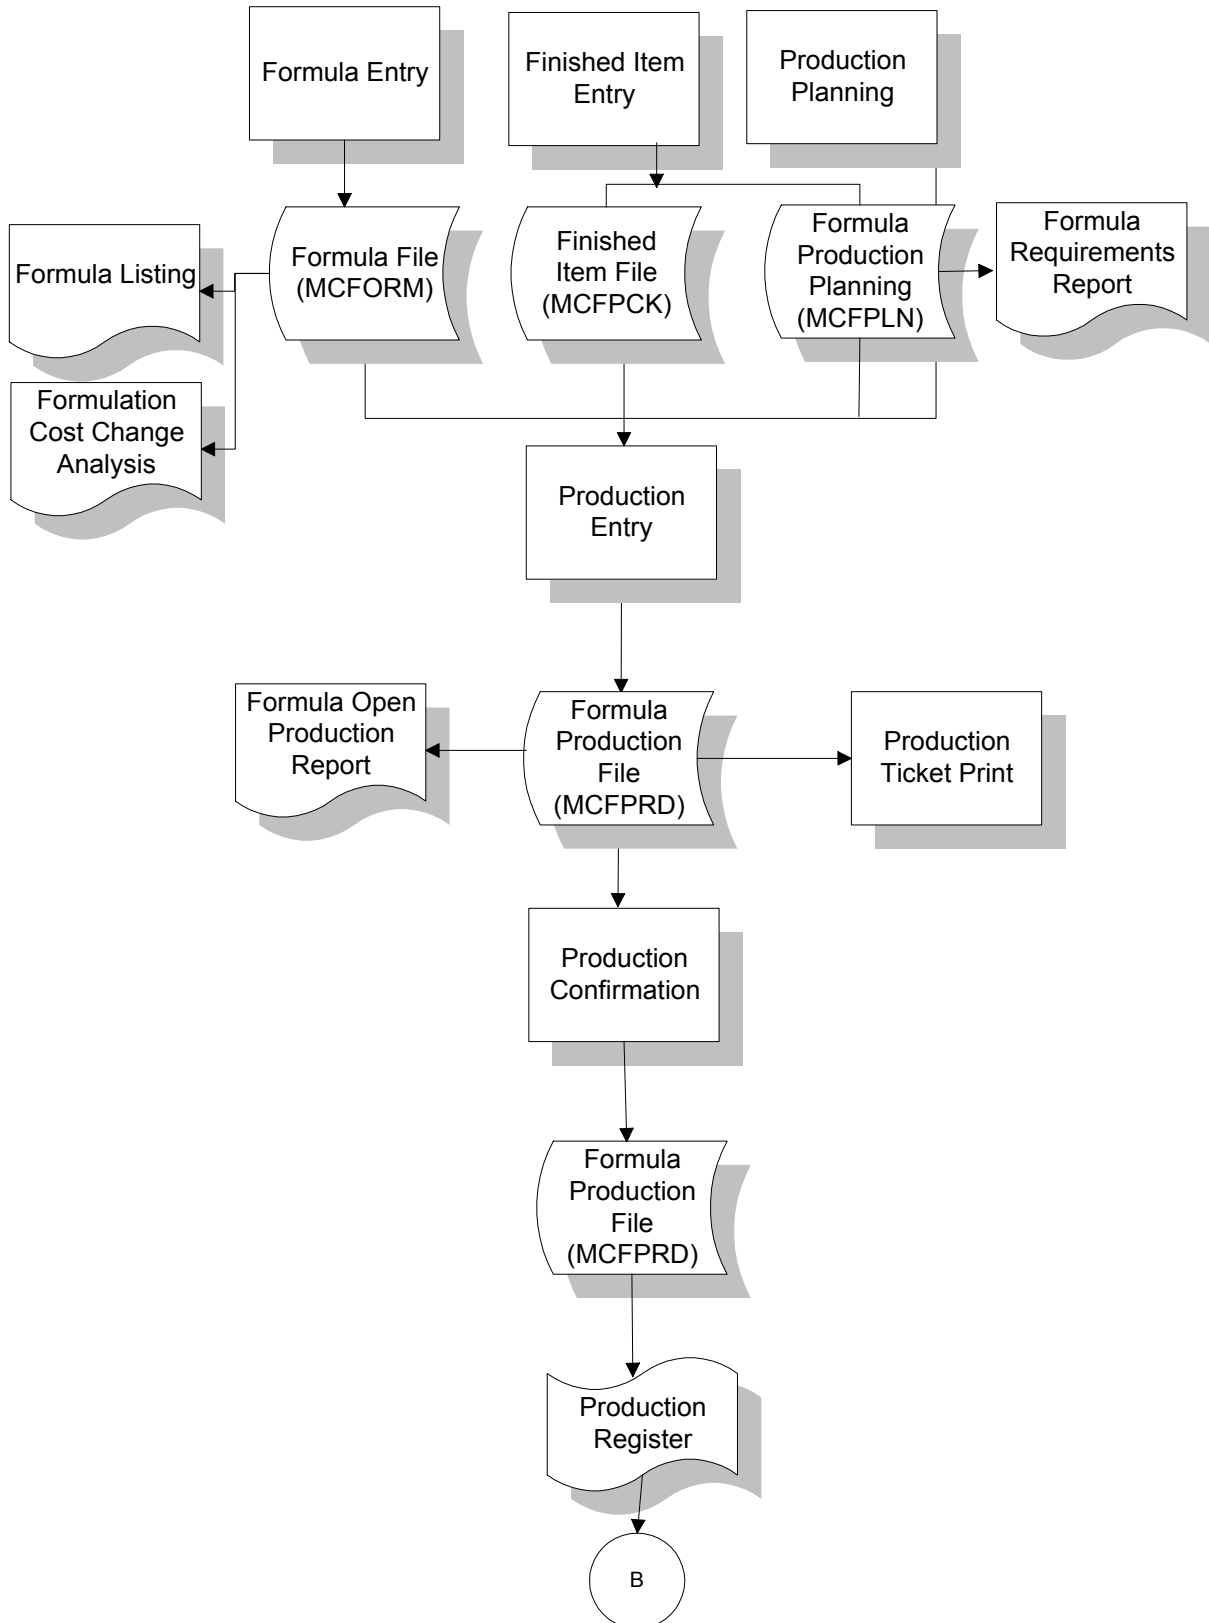 Formula Entry
Finished Item
Entry
Production
Planning
Formula Listing
Formula File
(MCFORM)
Finished
Item File
(MCFPCK)
Formula
Production
Planning
(MCFPLN)
Formula
Requirements
Report
Formulation
Cost Change
Analysis
Production
Entry
Formula Open
Production
Report
Formula
Production
File
(MCFPRD)
Production
Ticket Print
Production
Confirmation
Formula
Production
File
(MCFPRD)
Production
Register
B